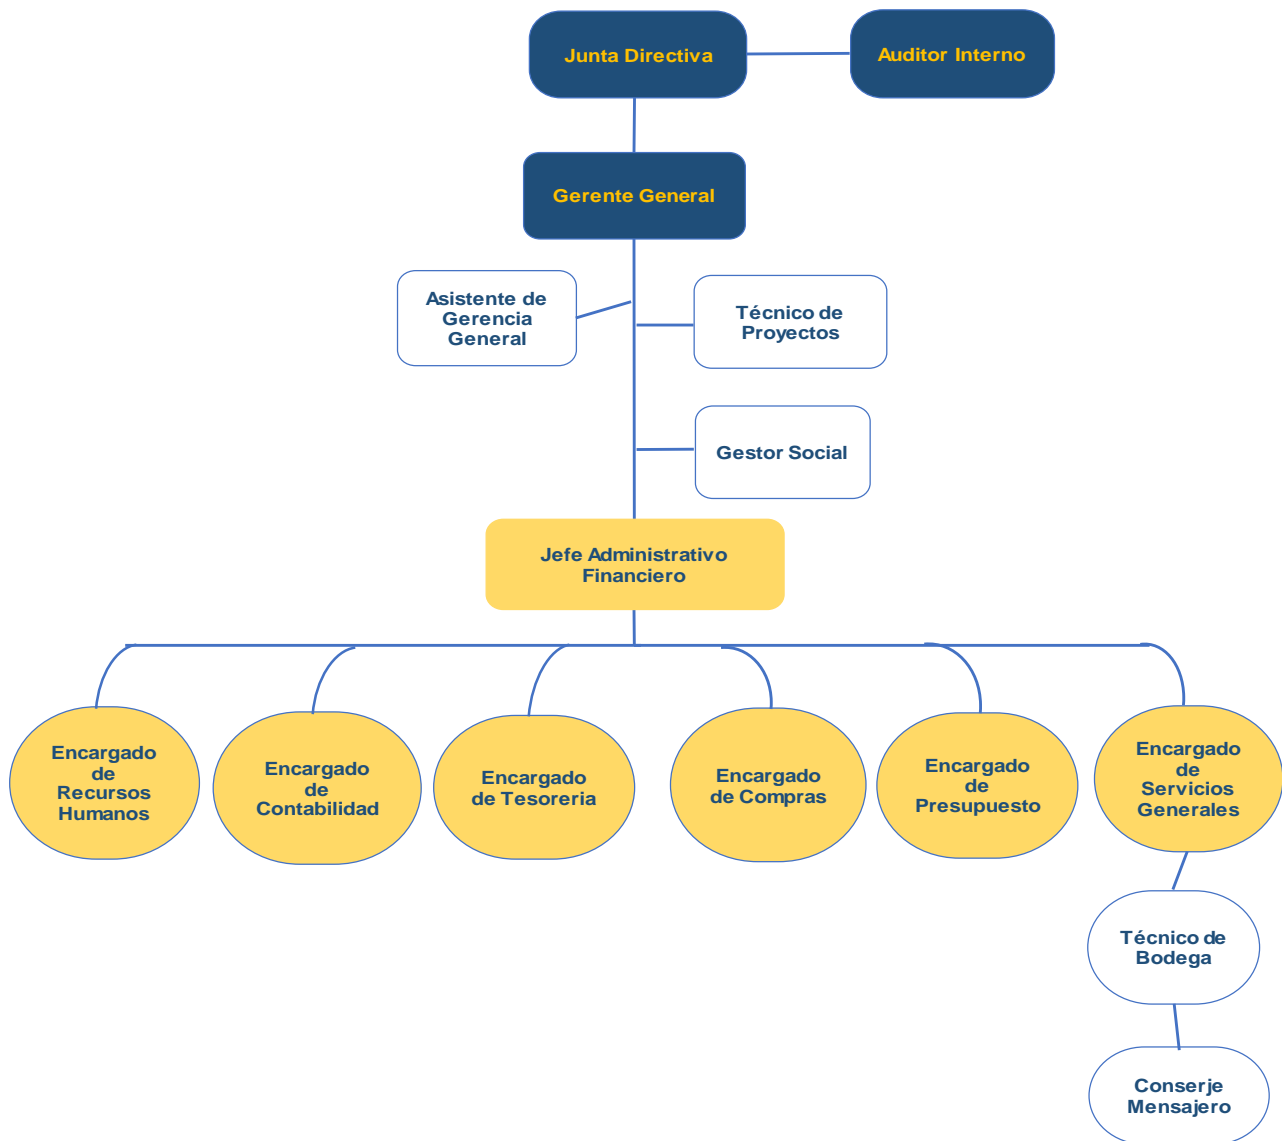 Junta Directiva
Auditor Interno
Gerente General
Asistente de
Gerencia
General
Técnico de
Proyectos
Gestor Social
Jefe Administrativo
Financiero
Encargado
de
Recursos
Humanos
Encargado
de
Contabilidad
Encargado
de Tesoreria
Encargado
de Compras
Encargado
de
Presupuesto
Encargado
de
Servicios
Generales
Técnico de
Bodega
Conserje
Mensajero